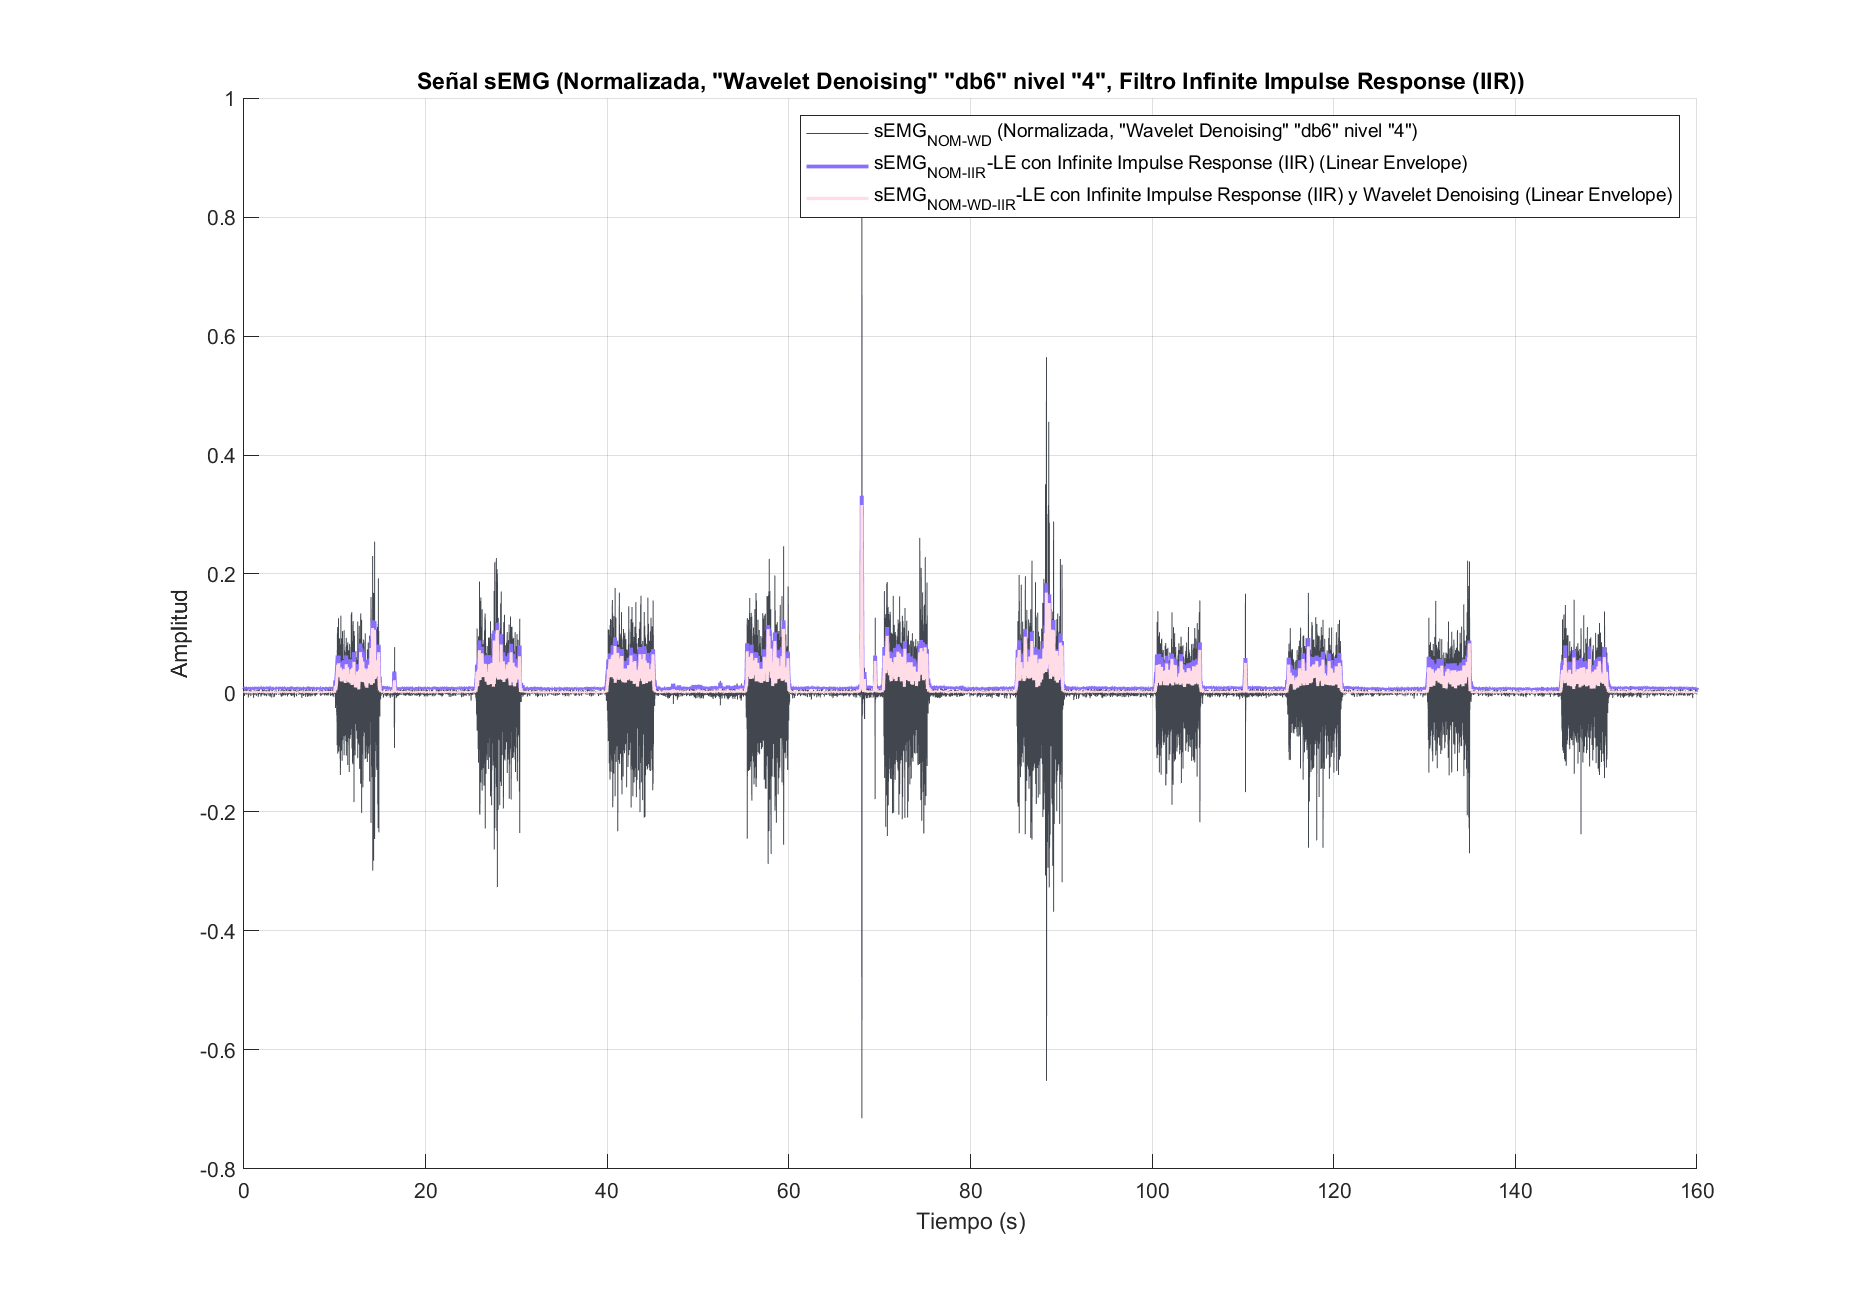 Señal sEMG (Normalizada, "Wavelet Denoising" "db6" nivel "4", Filtro Infinite Impulse Response (IIR))
sEMG_NOM-WD (Normalizada, "Wavelet Denoising" "db6" nivel "4")
sEMG_NOM-IIR-LE con Infinite Impulse Response (IIR) (Linear Envelope)
sEMG_NOM-WD-IIR-LE con Infinite Impulse Response (IIR) y Wavelet Denoising (Linear Envelope)
Amplitud
1
0.8
0.6
0.4
0.2
0
-0.2
-0.4
-0.6
-0.8
0 20 40 60 80 100 120 140 160
Tiempo (s)